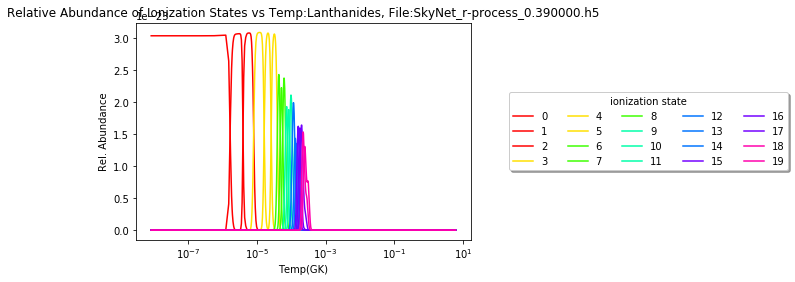 Relative Abundance of Ionization States vs Temp:Lanthanides, File:SkyNet_r-process_0.390000.h5
1e-23
3.0
2.5
2.0
1.5
1.0
0.5
0.0
Rel. Abundance
10^-7
10^-5
10^-3
10^-1
10^1
Temp(GK)
ionization state
0 4 8 12 16
1 5 9 13 17
2 6 10 14 18
3 7 11 15 19